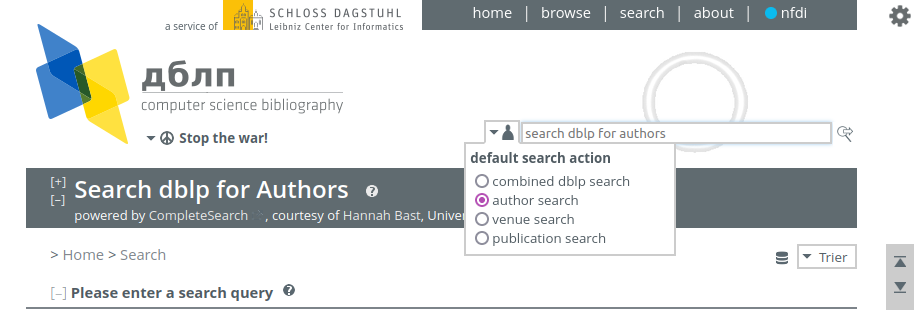 a service of SCHLOSS DAGSTUHL
Leibniz Center for Informatics
home | browse | search | about | nfdi
дблп
computer science bibliography
Stop the war!
search dblp for authors
default search action
combined dblp search
author search
venue search
publication search
[+]
[–]
Search dblp for Authors
powered by CompleteSearch , courtesy of Hannah Bast,
> Home > Search
Trier
[–] Please enter a search query